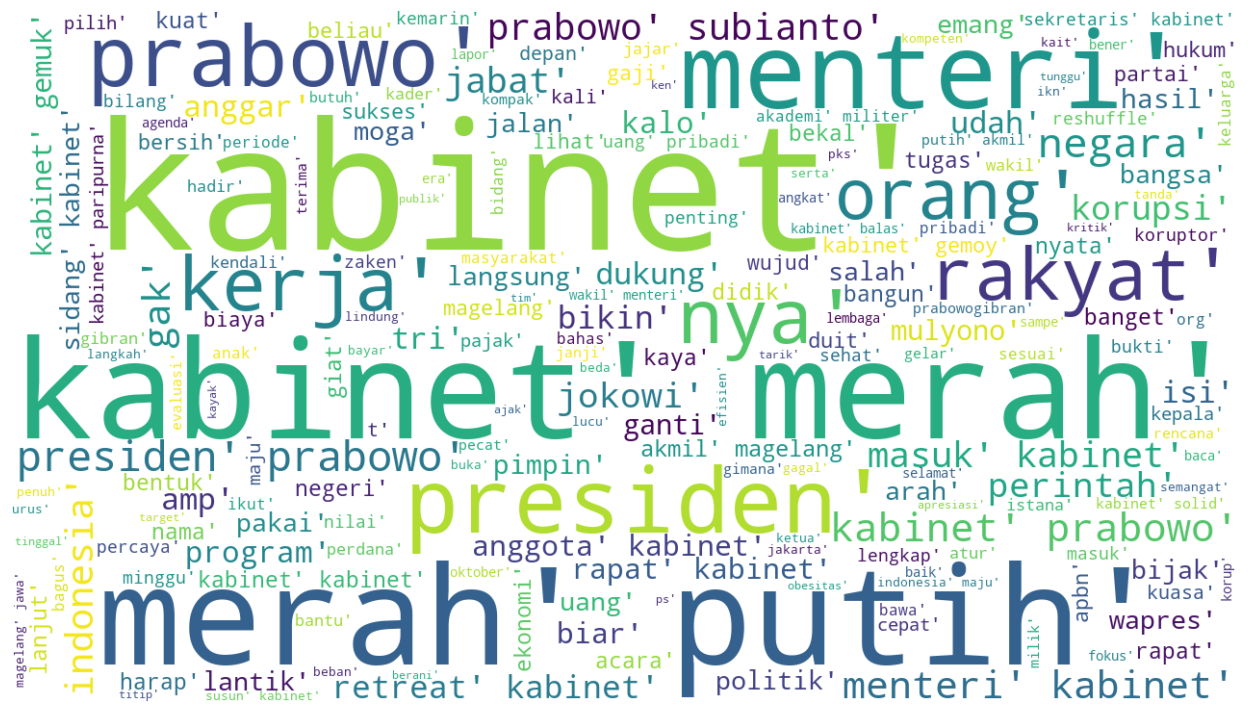 pilih' kuat' beliau' kemarin' prabowo' subianto' emang' sekretaris' kabinet'
prabowo' lapor' depan' jajar' menteri' kompeten' kait' bener' hukum'
kabinet' gemuk' jabat' gaji' ken' tunggu' partai'
bilang' anggar' butuh' kader' kompak' kali' ikn' hasil'
agenda' sukses' akademi' militer' udah' reshuffle' keluarga'
bersih' periode' moga' jalan' kalo' bekal' putih' akmil' negara'
sidang' kabinet' kabinet' paripurna' kabinet' lihat' uang' pribadi' pks' tugas' wakil' bangsa'
hadir' terima' era' publik' bidang' serta' orang' tanda'
penting' angkat' korupsi'
kabinet' balas' pribadi' kritik' koruptor'
gak' kerja' kendali' zaken' masyarakat' kabinet' gemoy' nyata'
langsung' dukung' wujud' salah' rakyat'
magelang' tim' wakil' menteri' didik' bangun' prabowogibran'
gibran' biaya' lindung' bikin' nya' lembaga' mulyono' sampe' banget' org'
langkah' giat' tri' pajak' bahas' duit'
evaluasi' anak' bayar' janji' kaya' tarik' sehat' gelar' sesuai' bukti'
kabinet' kayak' beda' jokowi' efisien' merah' isi'
ajak' lucu' ganti' kepala'
t' pecat' akmil' magelang' masuk' kabinet' rencana' baca'
presiden' prabowo' maju' buka' pimpin' gimana' gagal' selamat' semangat'
penuh' bentuk' negeri' presiden' arah' perintah'
urus' amp' ikut' apresiasi' istana' kabinet' solid'
indonesia' nama' target' pakai' nilai' kabinet' prabowo'
tinggal' percaya' program' perdana' anggota' kabinet' ketua' jakarta' lengkap' atur' masuk'
magelang' jawa' bagus' minggu' kabinet' kabinet' oktober' rapat' kabinet' obesitas' baik' indonesia' maju' bijak' korup'
lanjut' merah' ekonomi' uang' ps' putih' bawa' apbn' kuasa'
bantu' biar' cepat' wapres'
acara' milik' fokus' rapat'
harap' lantik' beban' berani' retreat' kabinet' politik' menteri' kabinet'
titip' susun' kabinet'